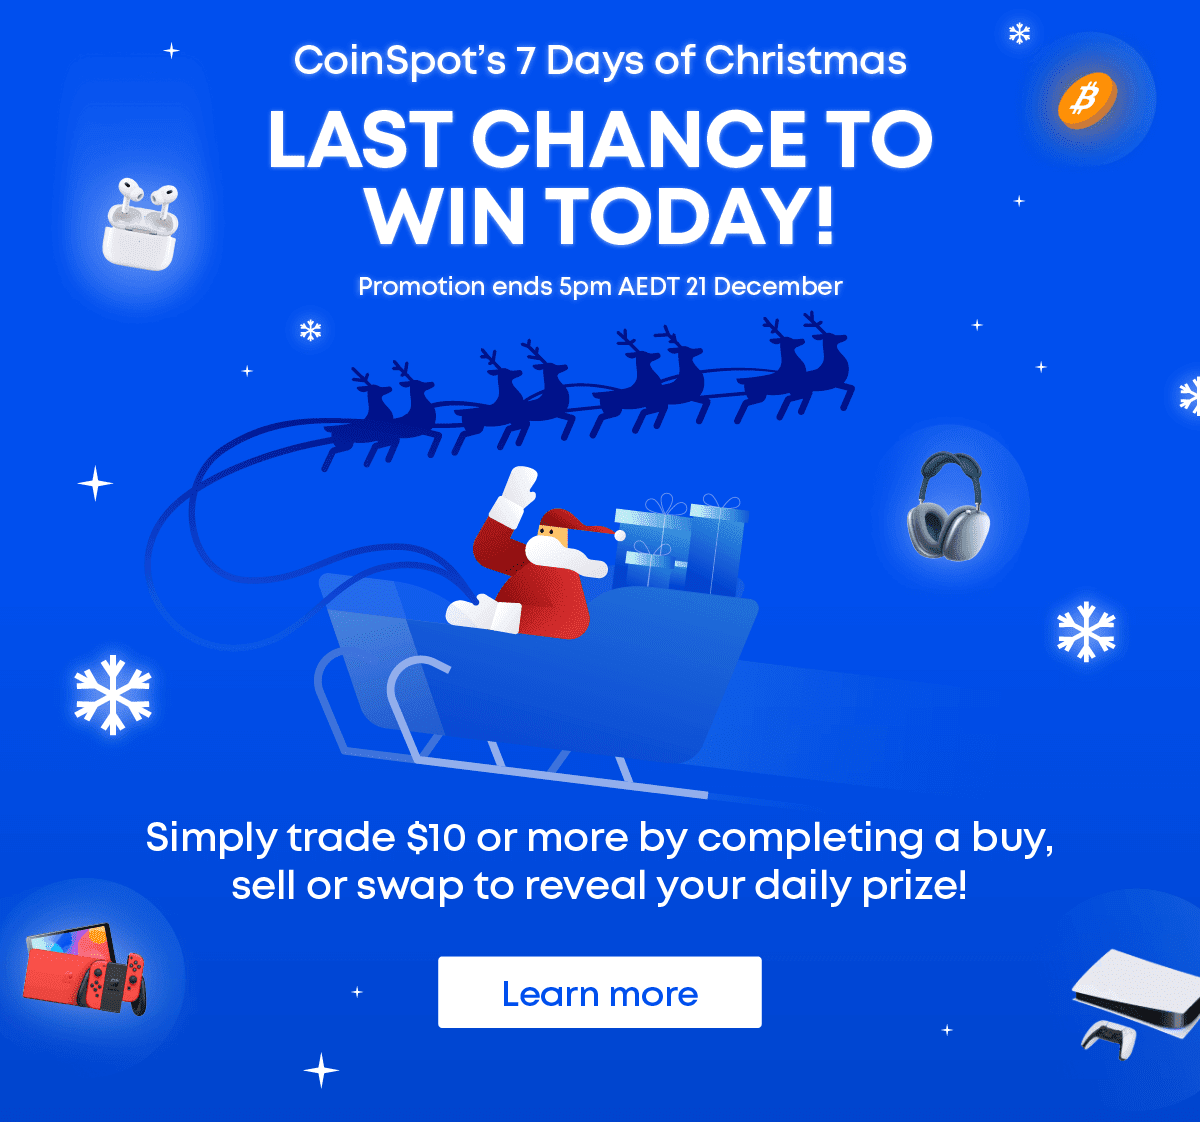 CoinSpot’s 7 Days of Christmas
LAST CHANCE TO
WIN TODAY!
Promotion ends 5pm AEDT 21 December
Simply trade $10 or more by completing a buy,
sell or swap to reveal your daily prize!
Learn more